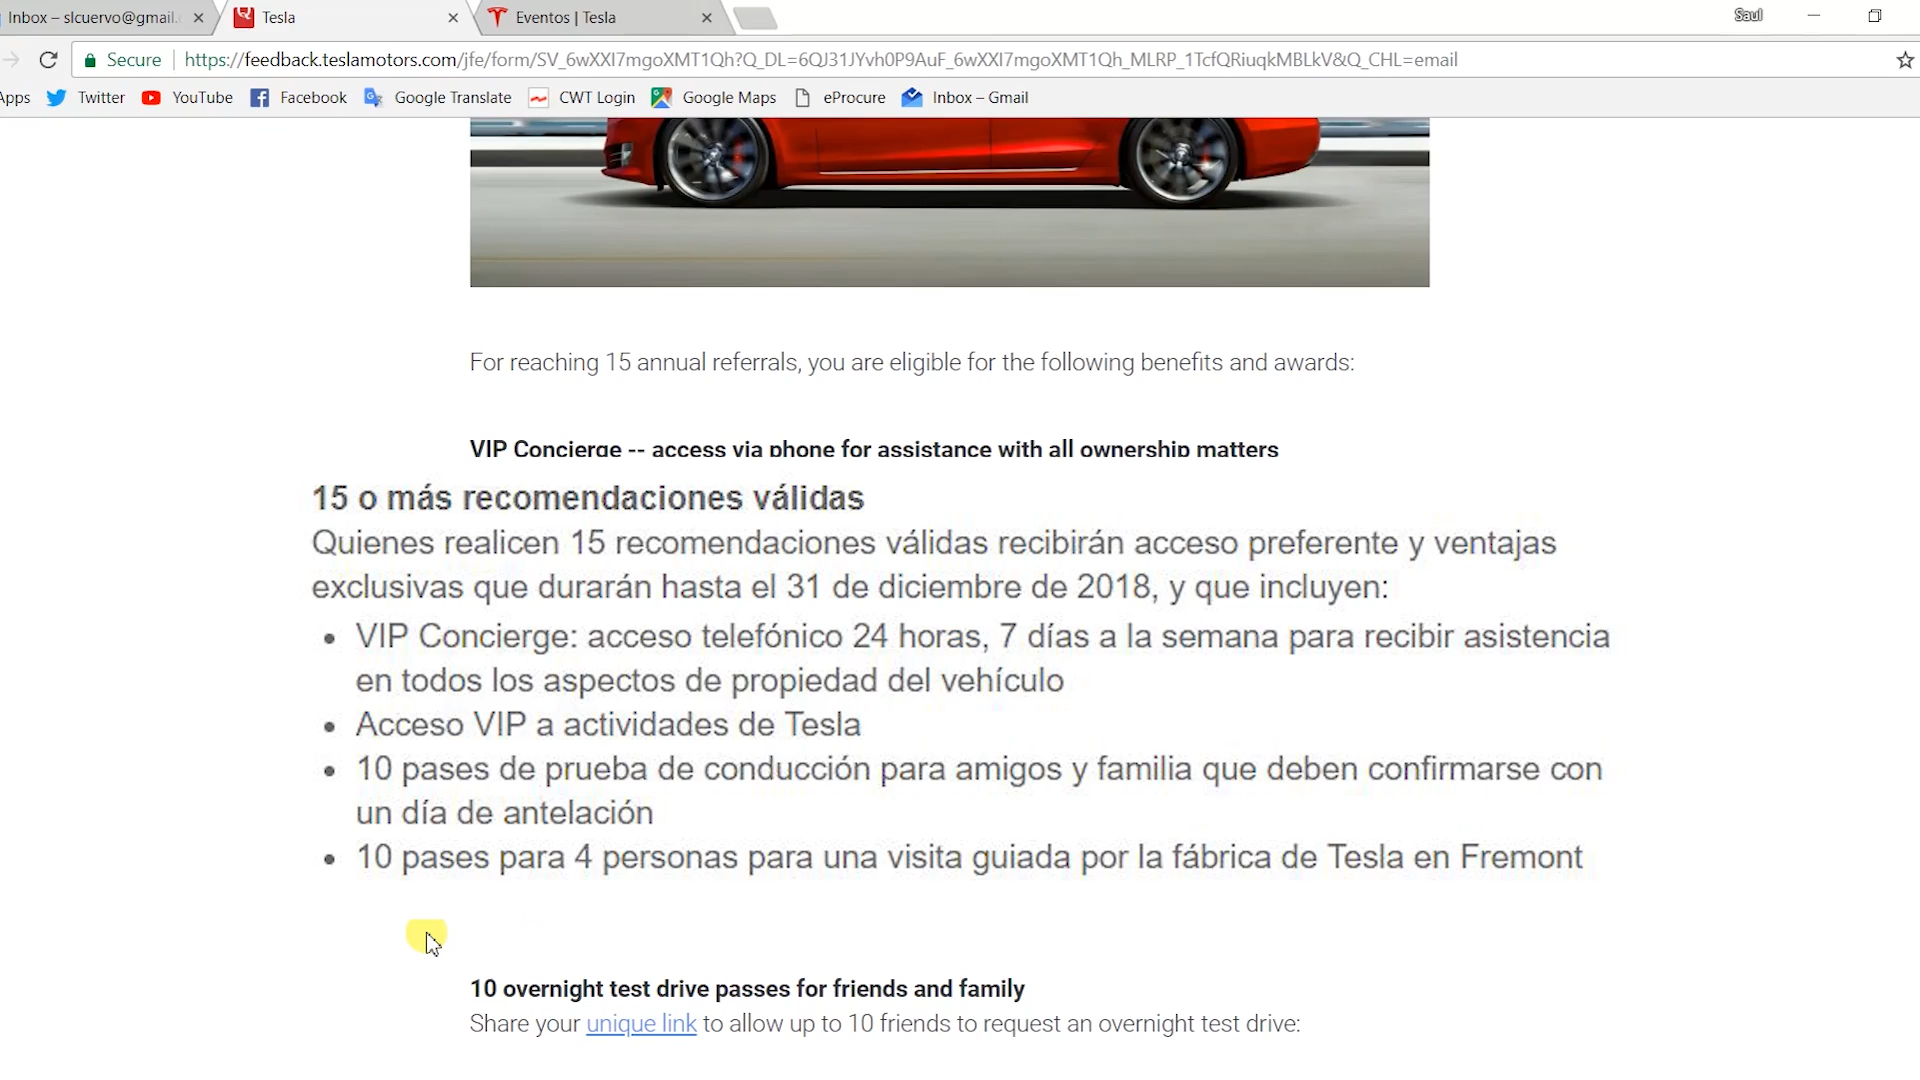 Inbox – slcuervo@gmail.
Tesla
Eventos | Tesla
Saul
Secure
https://feedback.teslamotors.com/jfe/form/SV_6wXXI7mgoXMT1Qh?Q_DL=6QJ31JYvh0P9AuF_6wXXI7mgoXMT1Qh_MLRP_1TcfQRiuqkMBLkV&Q_CHL=email
Apps Twitter YouTube Facebook Google Translate CWT Login Google Maps eProcure Inbox – Gmail
For reaching 15 annual referrals, you are eligible for the following benefits and awards:
VIP Concierge -- access via phone for assistance with all ownership matters
15 o más recomendaciones válidas
Quienes realicen 15 recomendaciones válidas recibirán acceso preferente y ventajas
exclusivas que durarán hasta el 31 de diciembre de 2018, y que incluyen:
• VIP Concierge: acceso telefónico 24 horas, 7 días a la semana para recibir asistencia
en todos los aspectos de propiedad del vehículo
• Acceso VIP a actividades de Tesla
• 10 pases de prueba de conducción para amigos y familia que deben confirmarse con
un día de antelación
• 10 pases para 4 personas para una visita guiada por la fábrica de Tesla en Fremont
10 overnight test drive passes for friends and family
Share your unique link to allow up to 10 friends to request an overnight test drive: